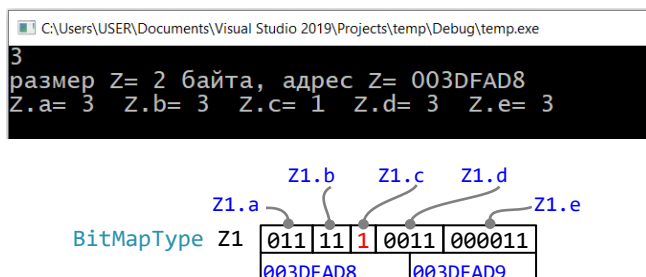 C:\Users\USER\Documents\Visual Studio 2019\Projects\temp\Debug\temp.exe
3
размер Z= 2 байта, адрес Z= 003DFAD8
Z.a= 3  Z.b= 3  Z.c= 1  Z.d= 3  Z.e= 3
Z1.b Z1.c Z1.d
Z1.a Z1.e
BitMapType Z1 011 11 1 0011 000011
003DFAD8 003DFAD9